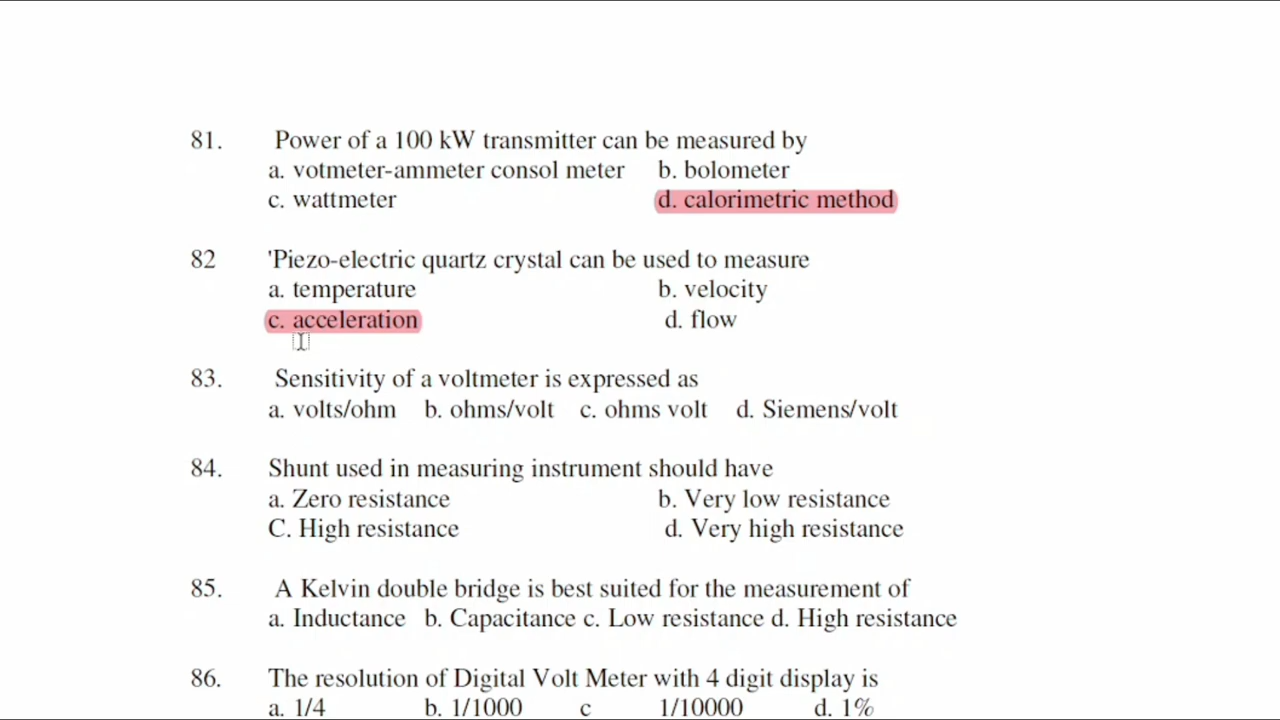 81. Power of a 100 kW transmitter can be measured by
a. votmeter-ammeter consol meter b. bolometer
c. wattmeter d. calorimetric method
82 'Piezo-electric quartz crystal can be used to measure
a. temperature b. velocity
c. acceleration d. flow
83. Sensitivity of a voltmeter is expressed as
a. volts/ohm b. ohms/volt c. ohms volt d. Siemens/volt
84. Shunt used in measuring instrument should have
a. Zero resistance b. Very low resistance
C. High resistance d. Very high resistance
85. A Kelvin double bridge is best suited for the measurement of
a. Inductance b. Capacitance c. Low resistance d. High resistance
86. The resolution of Digital Volt Meter with 4 digit display is
a. 1/4 b. 1/1000 c 1/10000 d. 1%